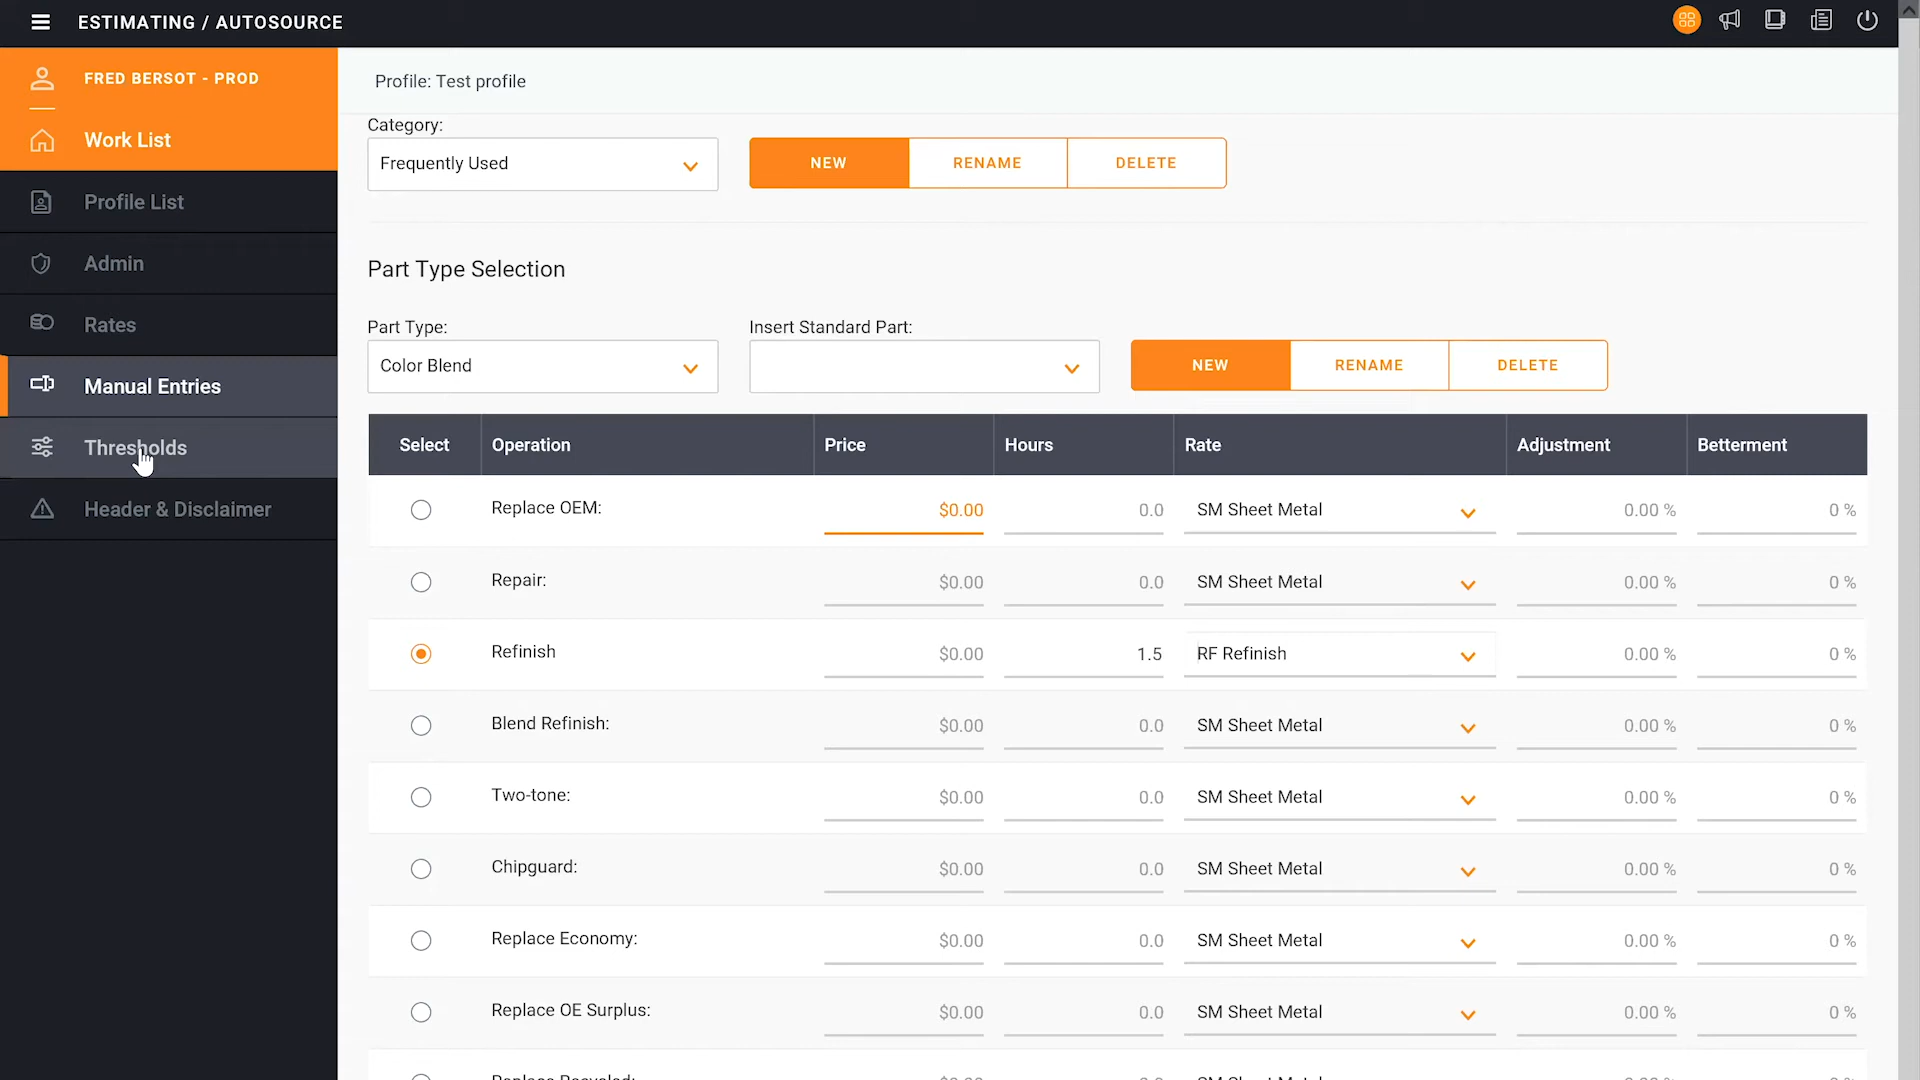 ESTIMATING / AUTOSOURCE
FRED BERSOT - PROD
Work List
Profile List
Admin
Rates
Manual Entries
Thresholds
Header & Disclaimer
Profile: Test profile
Category:
Frequently Used
NEW RENAME DELETE
Part Type Selection
Part Type: Insert Standard Part:
Color Blend
NEW RENAME DELETE
Select Operation Price Hours Rate Adjustment Betterment
Replace OEM: $0.00 0.0 SM Sheet Metal 0.00 % 0 %
Repair: $0.00 0.0 SM Sheet Metal 0.00 % 0 %
Refinish $0.00 1.5 RF Refinish 0.00 % 0 %
Blend Refinish: $0.00 0.0 SM Sheet Metal 0.00 % 0 %
Two-tone: $0.00 0.0 SM Sheet Metal 0.00 % 0 %
Chipguard: $0.00 0.0 SM Sheet Metal 0.00 % 0 %
Replace Economy: $0.00 0.0 SM Sheet Metal 0.00 % 0 %
Replace OE Surplus: $0.00 0.0 SM Sheet Metal 0.00 % 0 %